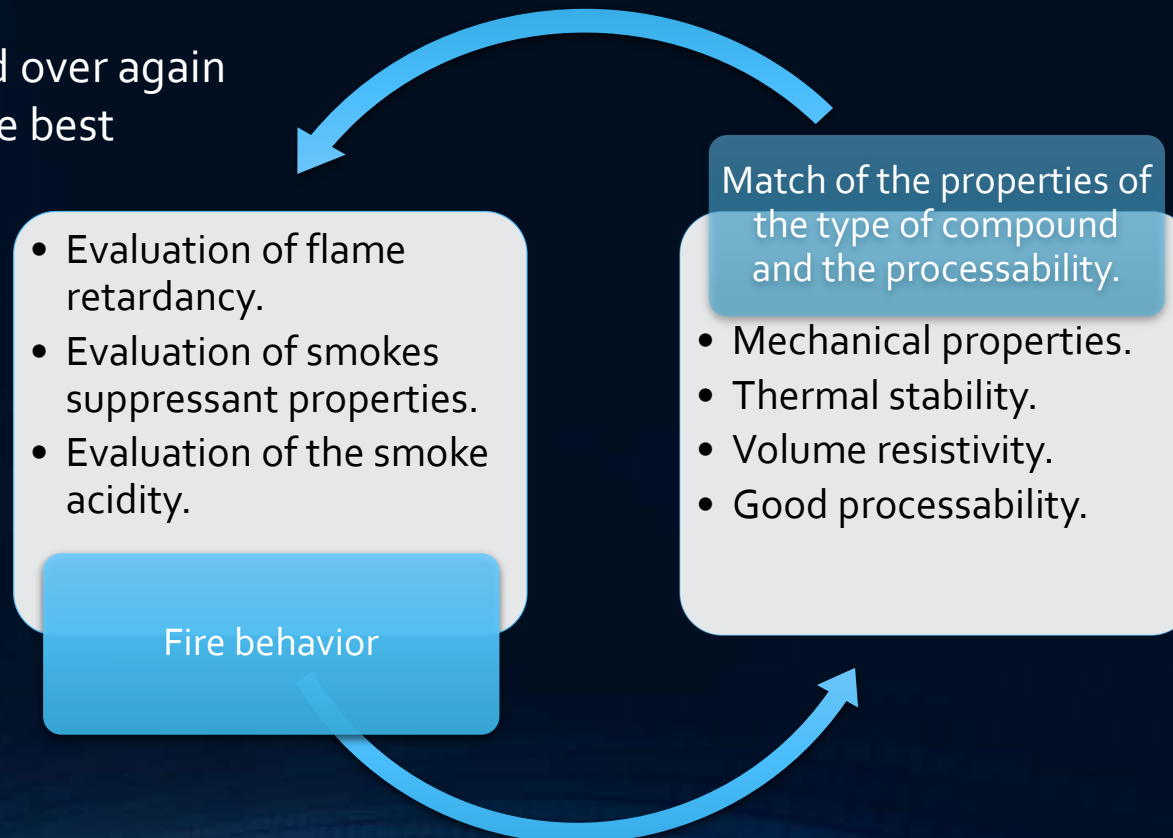 over again
e best
• Evaluation of flame
retardancy.
• Evaluation of smokes
suppressant properties.
• Evaluation of the smoke
acidity.
Fire behavior
Match of the properties of
the type of compound
and the processability.
• Mechanical properties.
• Thermal stability.
• Volume resistivity.
• Good processability.